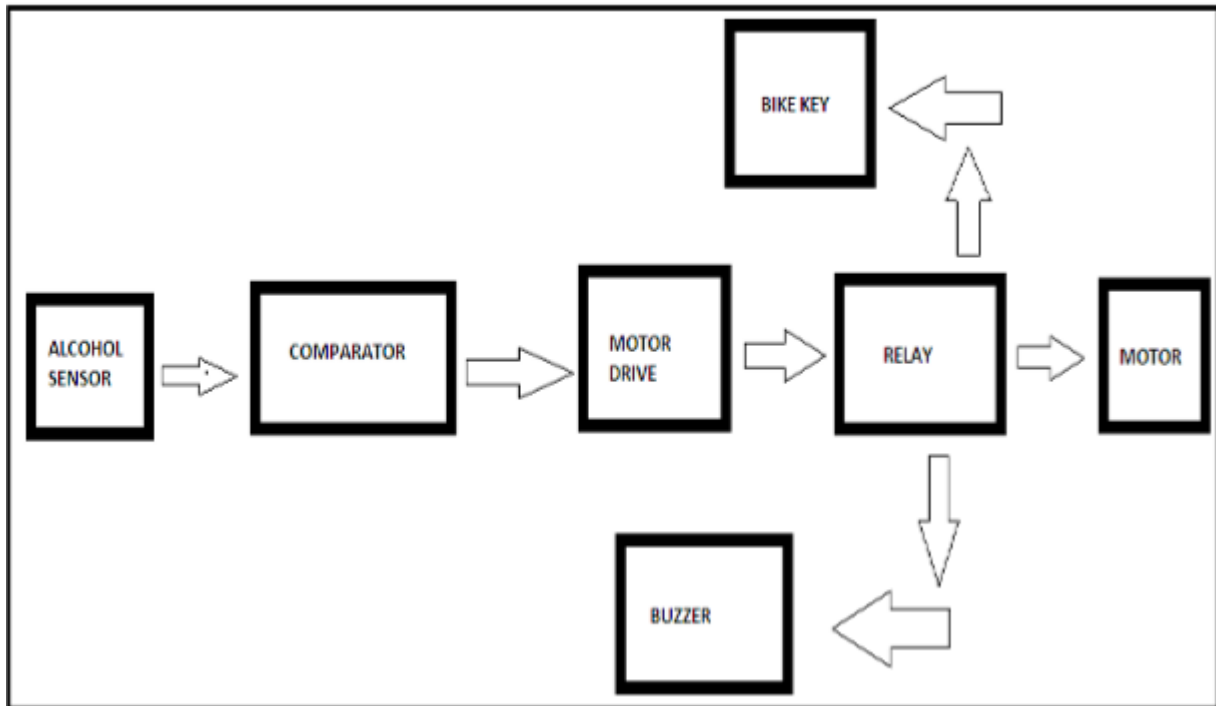 BIKE KEY
ALCOHOL
SENSOR
COMPARATOR
MOTOR
DRIVE
RELAY
MOTOR
BUZZER